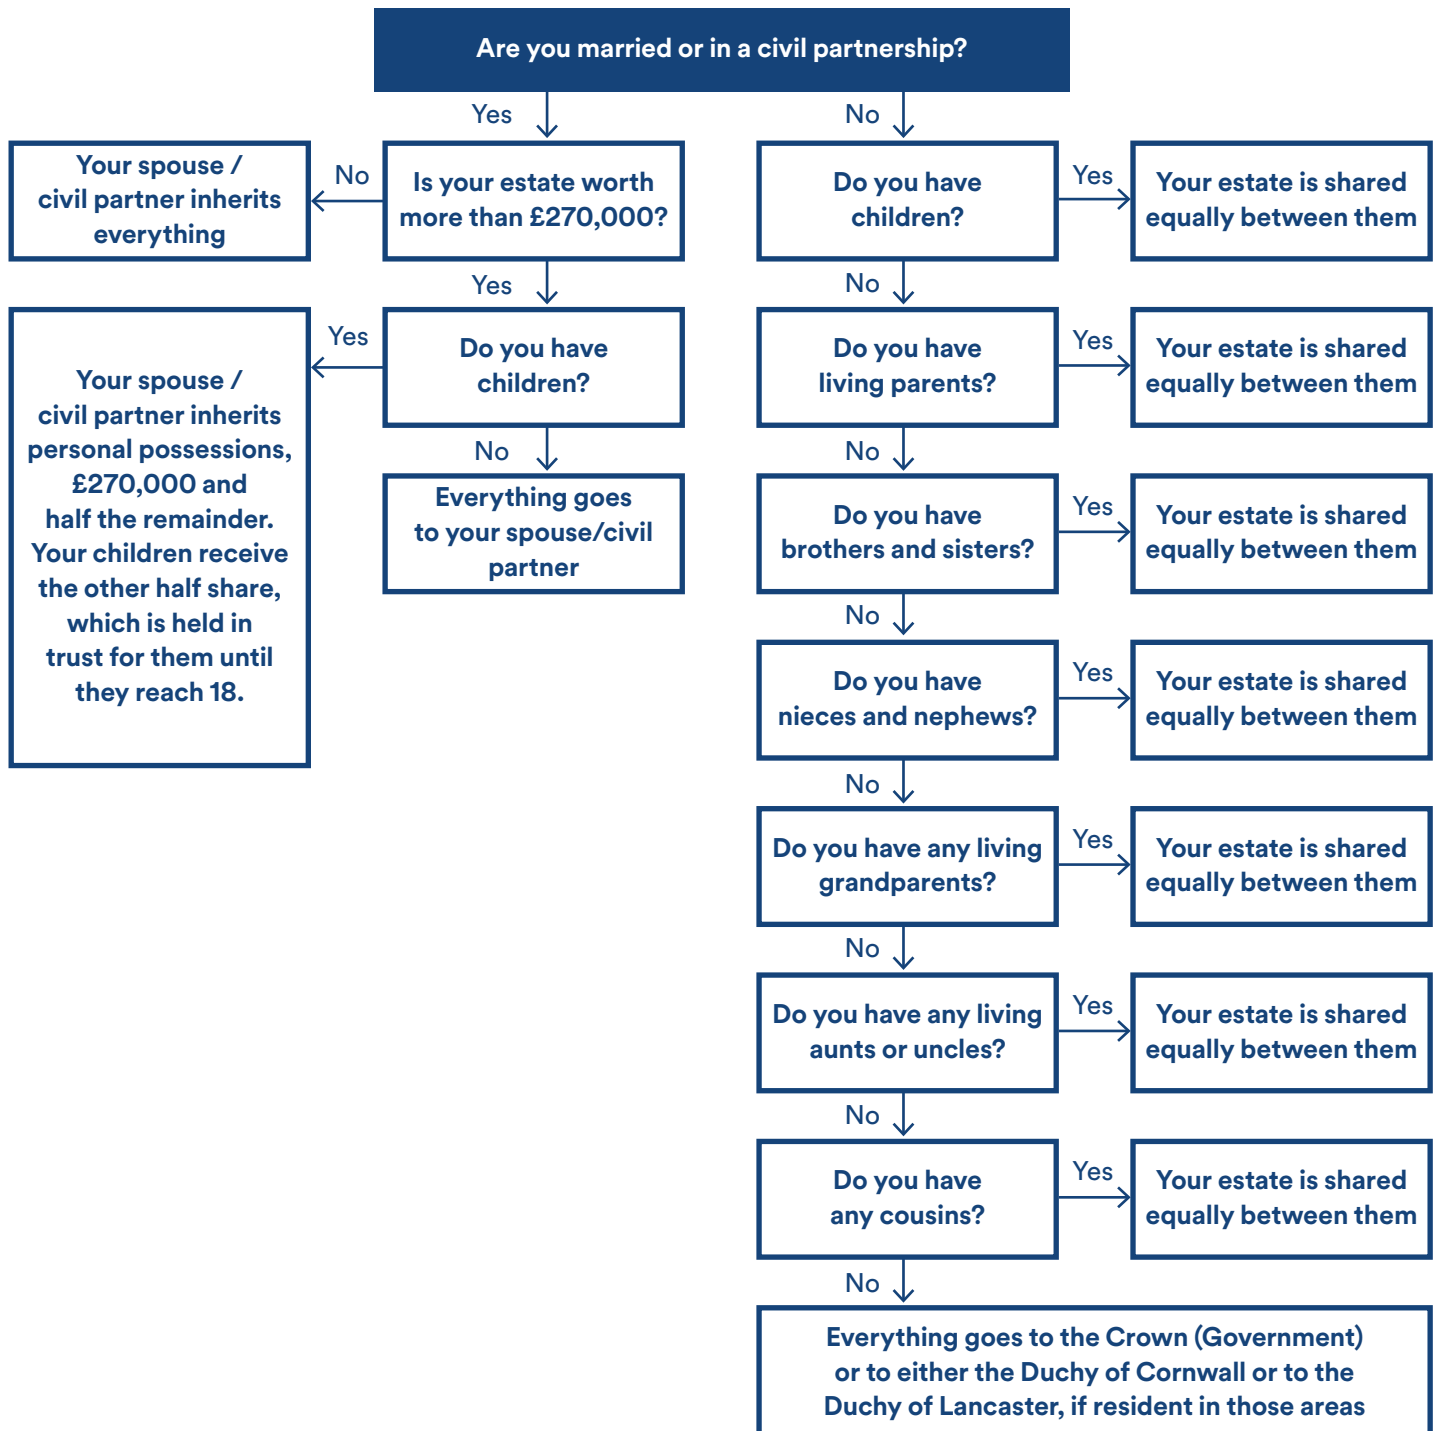 Are you married or in a civil partnership?
Yes
No
Your spouse /
civil partner inherits
everything
No
Is your estate worth
more than £270,000?
Do you have
children?
Yes
Your estate is shared
equally between them
Yes
No
Your spouse /
civil partner inherits
personal possessions,
£270,000 and
half the remainder.
Your children receive
the other half share,
which is held in
trust for them until
they reach 18.
Yes
Do you have
children?
Do you have
living parents?
Yes
Your estate is shared
equally between them
No
No
Everything goes
to your spouse/civil
partner
Do you have
brothers and sisters?
Yes
Your estate is shared
equally between them
No
Do you have
nieces and nephews?
Yes
Your estate is shared
equally between them
No
Do you have any living
grandparents?
Yes
Your estate is shared
equally between them
No
Do you have any living
aunts or uncles?
Yes
Your estate is shared
equally between them
No
Do you have
any cousins?
Yes
Your estate is shared
equally between them
No
Everything goes to the Crown (Government)
or to either the Duchy of Cornwall or to the
Duchy of Lancaster, if resident in those areas